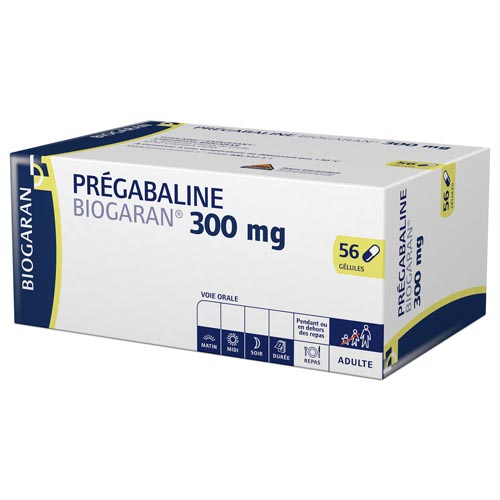 PRÉGABALINE BIOGARAN® 300 mg
56
BIOGARAN
PRÉGABALINE
BIOGARAN® 300 mg
56
GÉLULES
VOIE ORALE
MATIN
MIDI
SOIR
DURÉE
Pendant ou
en dehors
des repas
REPAS
ADULTE
PRÉGABALINE
BIOGARAN®
300 mg
56